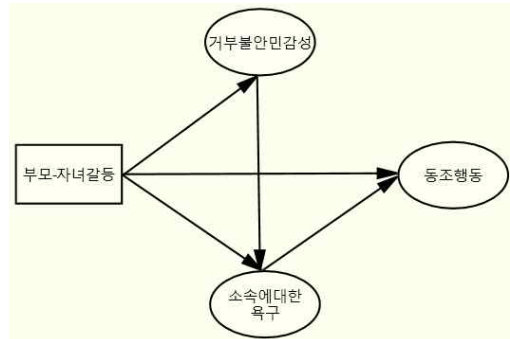 거부불안민감성
부모-자녀갈등
동조행동
소속에대한
욕구